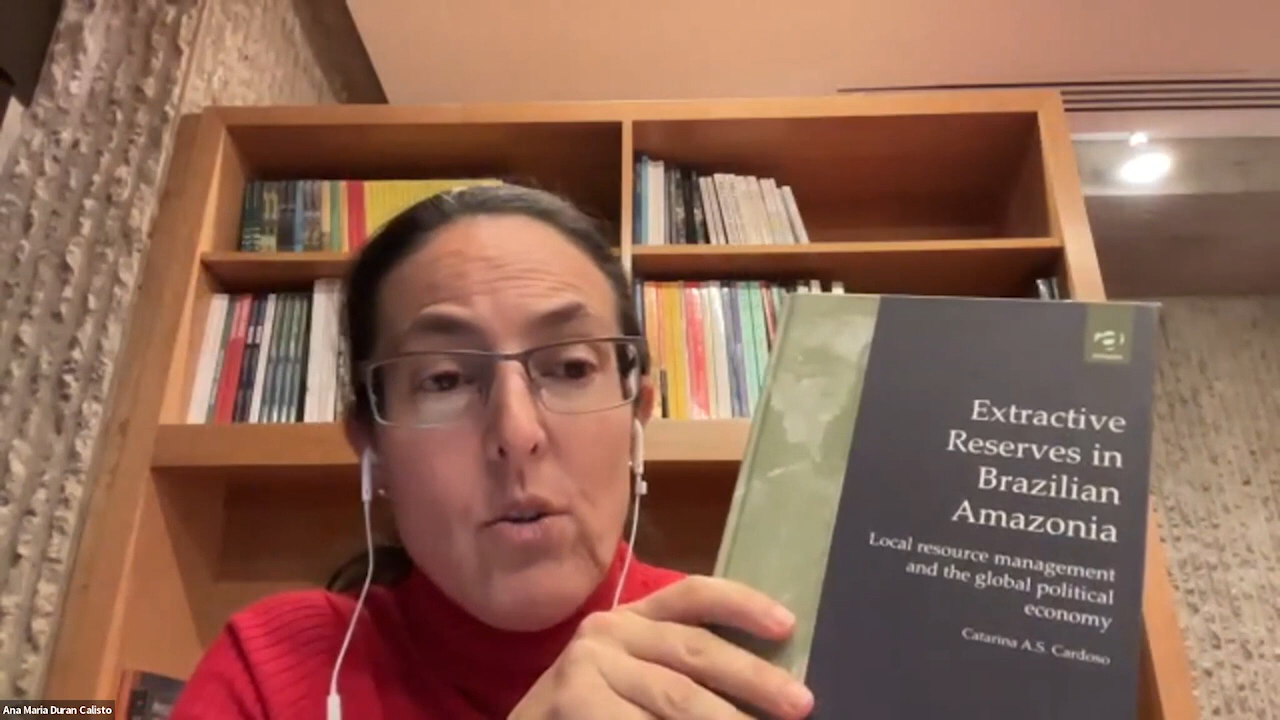 Extractive
Reserves in
Brazilian
Amazonia
Local resource management
and the global political
economy
Catarina A.S. Cardoso
Ana Maria Duran Calisto